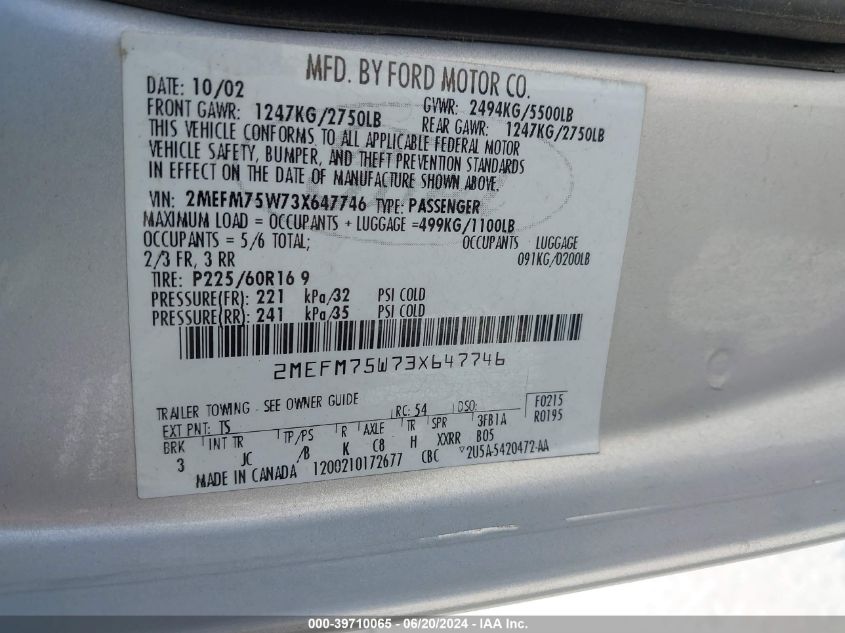 MFD. BY FORD MOTOR CO.
DATE: 10/02 GVWR: 2494KG/5500LB
FRONT GAWR: 1247KG/2750LB REAR GAWR: 1247KG/2750LB
THIS VEHICLE CONFORMS TO ALL APPLICABLE FEDERAL MOTOR
VEHICLE SAFETY, BUMPER, AND THEFT PREVENTION STANDARDS
IN EFFECT ON THE DATE OF MANUFACTURE SHOWN ABOVE.
VIN: 2MEFM75W73X647746 TYPE: PASSENGER
MAXIMUM LOAD = OCCUPANTS + LUGGAGE =499KG/1100LB
OCCUPANTS = 5/6 TOTAL; OCCUPANTS LUGGAGE
2/3 FR, 3 RR 091KG/0200LB
TIRE: P225/60R16 9
PRESSURE(FR): 221 kPa/32 PSI COLD
PRESSURE(RR): 241 kPa/35 PSI COLD
2MEFM75W73X647746
TRAILER TOWING - SEE OWNER GUIDE
EXT PNT: TS RC: 54 DSO: F0215
BRK INT TR TP/PS R AXLE TR SPR 3FB1A R0195
3 JC /B K C8 H XXRR B05
MADE IN CANADA 1200210172677 CBC 2U5A-5420472-AA
000-39710065 - 06/20/2024 - IAA Inc.